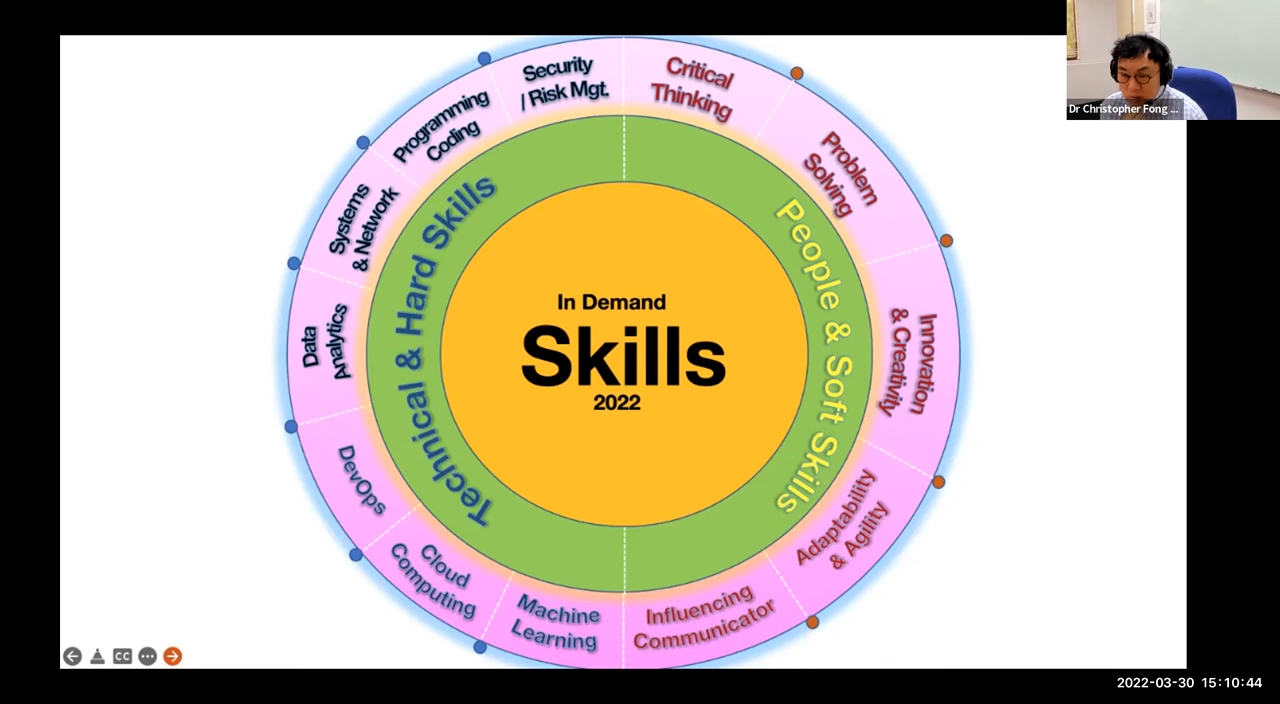 Dr Christopher Fong ...
In Demand
Skills
2022
Technical & Hard Skills
People & Soft Skills
Security
/ Risk Mgt.
Programming
Coding
Systems
& Network
Data
Analytics
DevOps
Cloud
Computing
Machine
Learning
Critical
Thinking
Problem
Solving
Innovation
& Creativity
Adaptability
& Agility
Influencing
Communicator
CC
2022-03-30 15:10:44